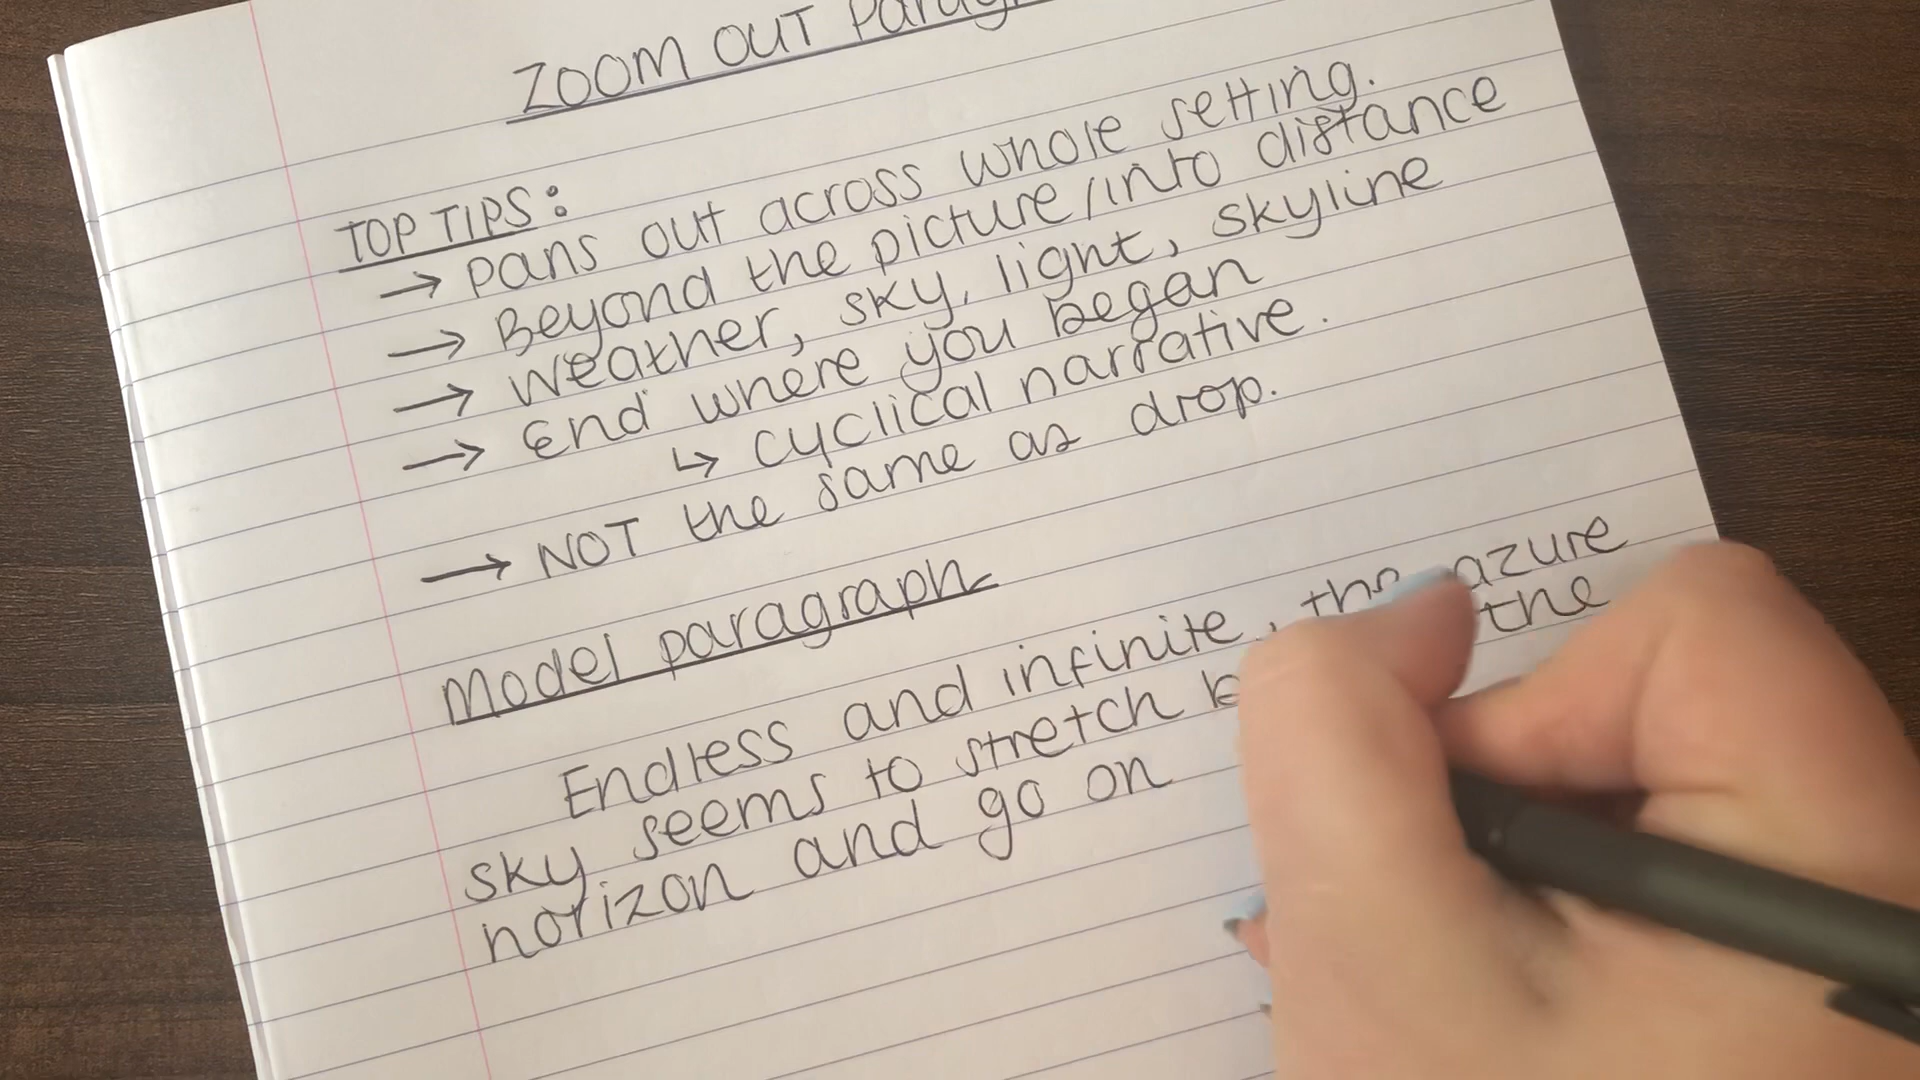 ZOOM OUT
TOP TIPS:
→ pans out across whole setting.
→ Beyond the picture/into distance
→ weather, sky, light, skyline
→ End where you began
↳ cyclical narrative.
→ NOT the same as drop.
Model paragraph
Endless and infinite, the azure
sky seems to stretch the
horizon and go on